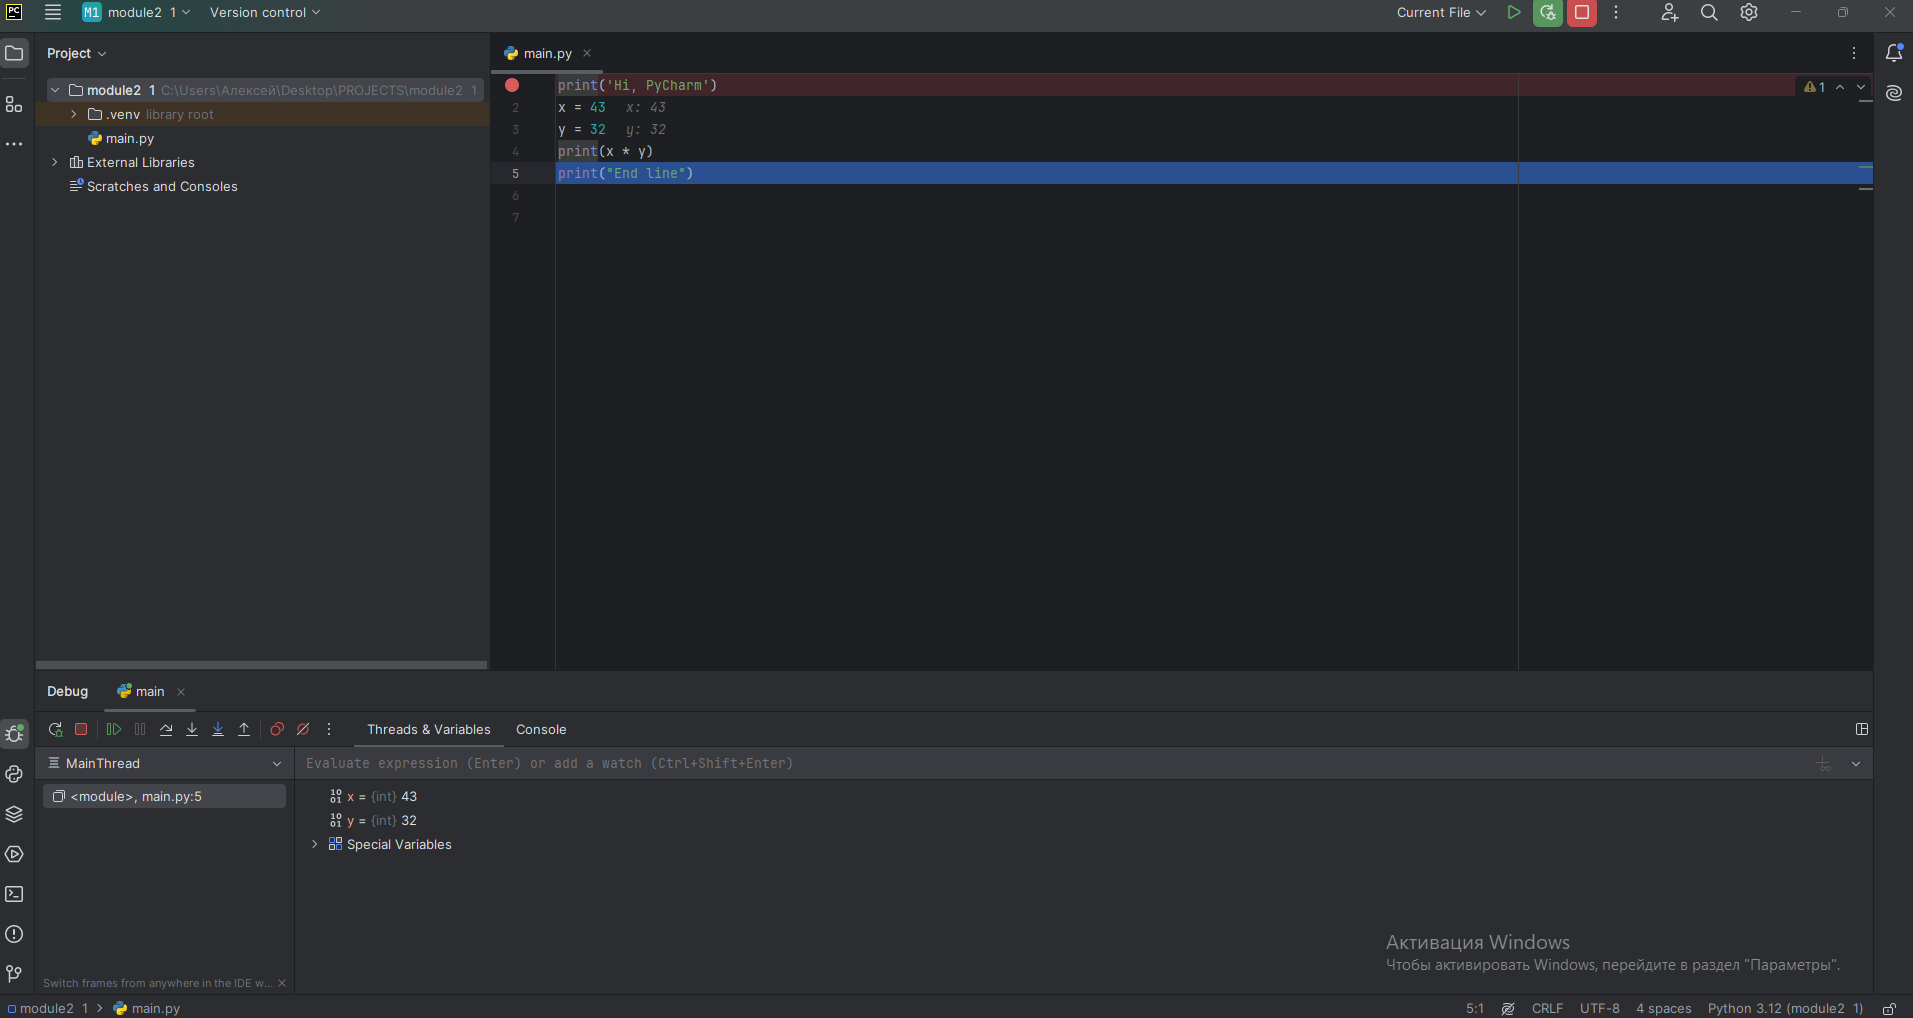 PC
M1 module2 1 Version control
Current File
Project
main.py
module2 1 C:\Users\Алексей\Desktop\PROJECTS\module2 1
.venv library root
main.py
External Libraries
Scratches and Consoles
print('Hi, PyCharm')
1
2 x = 43 x: 43
3 y = 32 y: 32
4 print(x * y)
5 print("End line")
6
7
Debug
main
Threads & Variables
Console
MainThread
Evaluate expression (Enter) or add a watch (Ctrl+Shift+Enter)
<module>, main.py:5
x = {int} 43
y = {int} 32
Special Variables
Активация Windows
Чтобы активировать Windows, перейдите в раздел "Параметры".
Switch frames from anywhere in the IDE w...
module2 1 main.py
5:1 CRLF UTF-8 4 spaces Python 3.12 (module2 1)